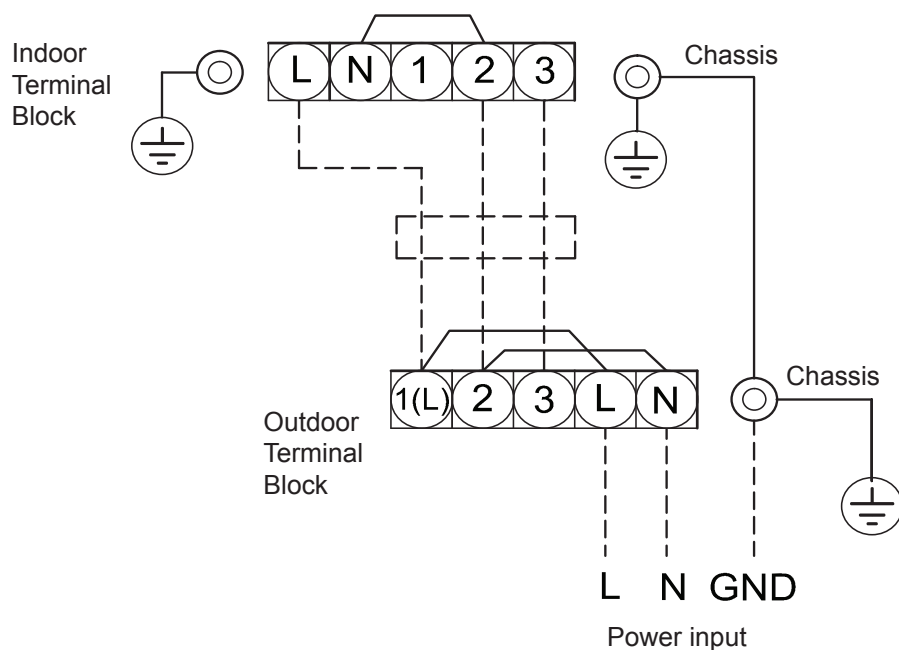 Indoor
Terminal
Block
L N 1 2 3
Chassis
1(L) 2 3 L N
Chassis
Outdoor
Terminal
Block
L N GND
Power input